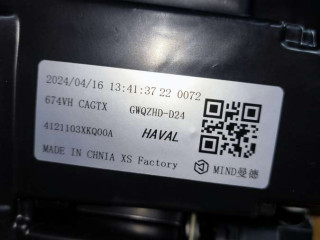 2024/04/16 13:41:37 22 0072
674VH CAGTX GWQZHD-D24
4121103XKQ00A HAVAL
MADE IN CHNIA XS Factory MIND曼德